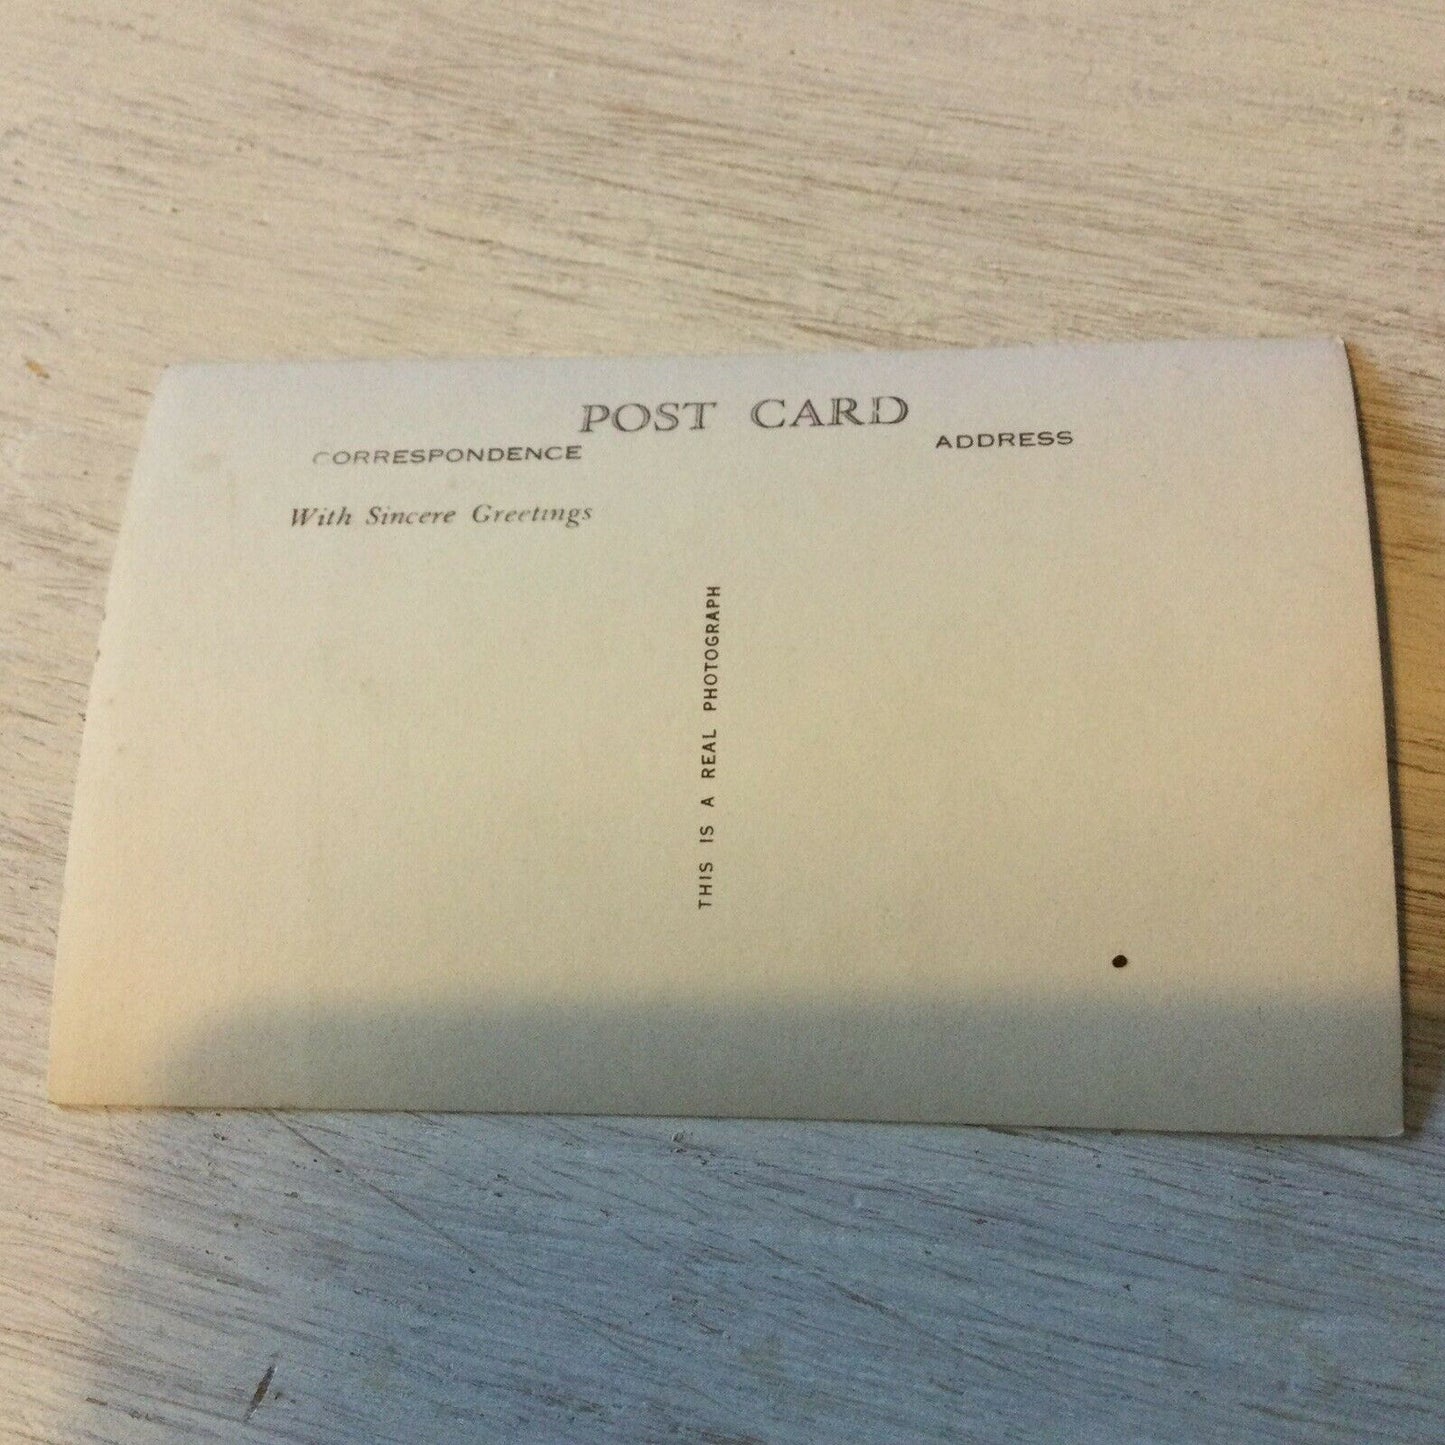 POST CARD
CORRESPONDENCE
ADDRESS
With Sincere Greetings
THIS IS A REAL PHOTOGRAPH